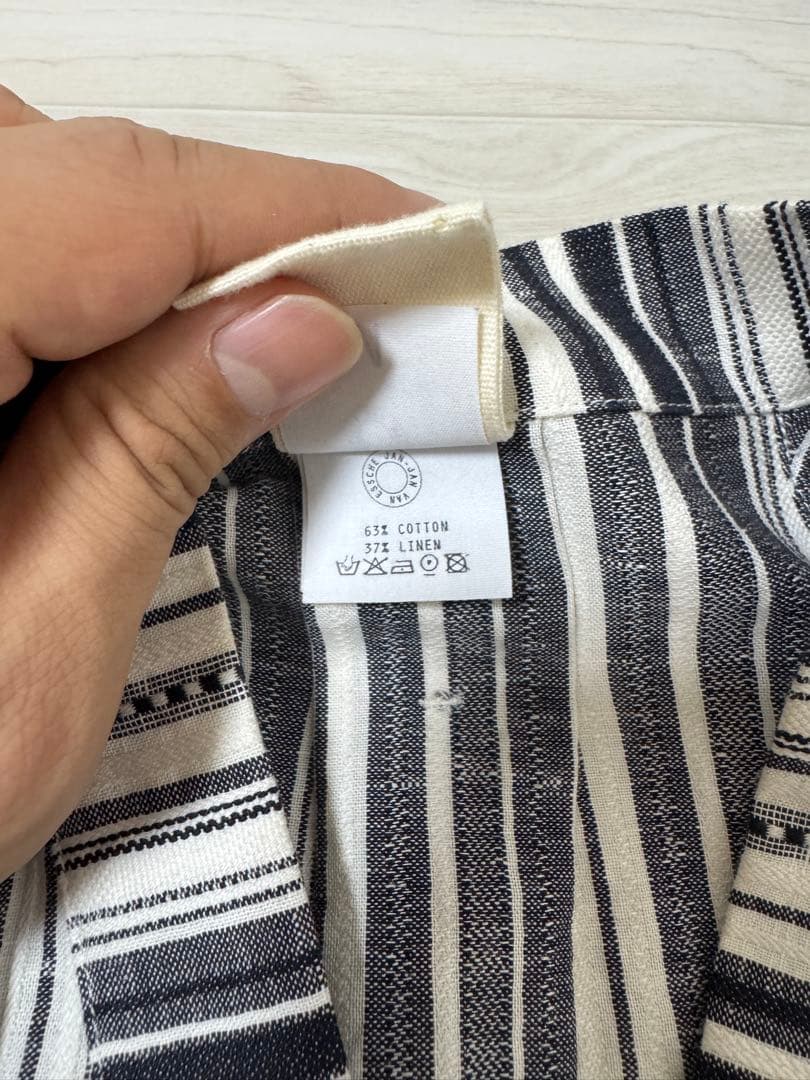 JAN-JAN VAN ESSCHE
63% COTTON
37% LINEN